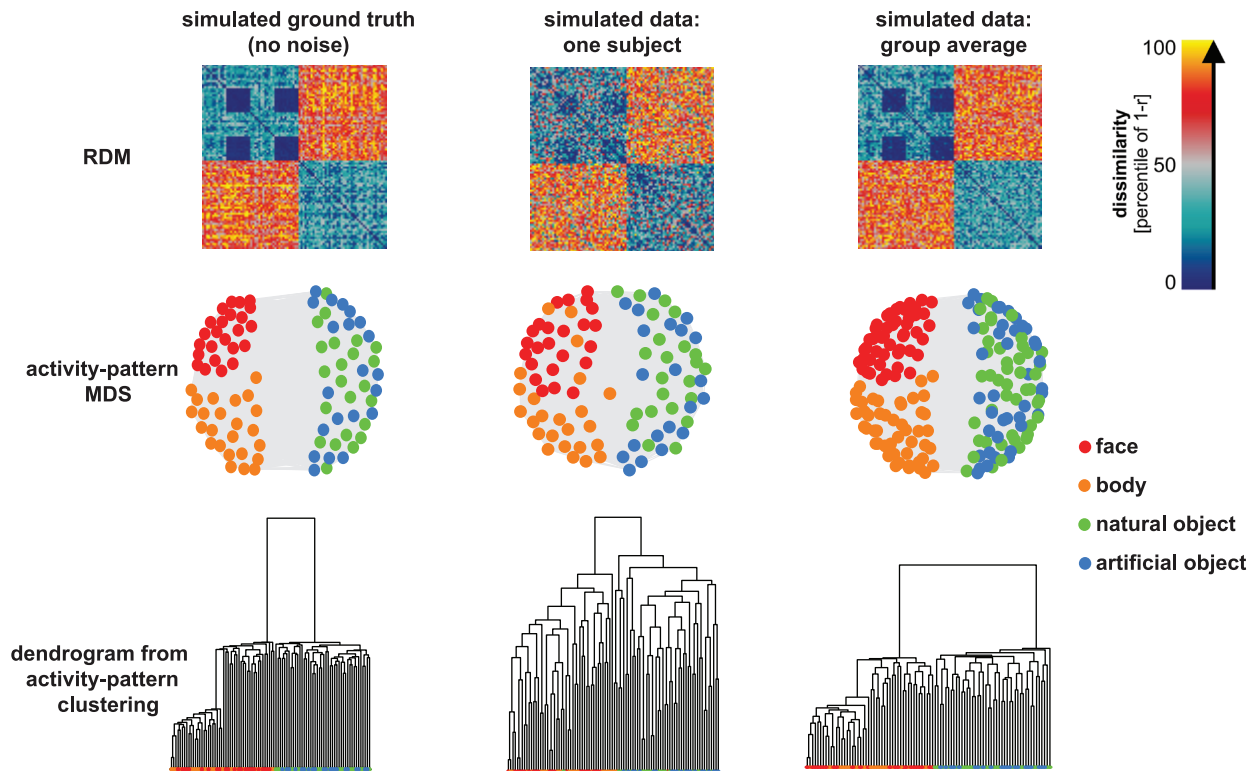 simulated ground truth
(no noise)
simulated data:
one subject
simulated data:
group average
RDM
100
50
0
dissimilarity
[percentile of 1-r]
activity-pattern
MDS
face
body
natural object
artificial object
dendrogram from
activity-pattern
clustering